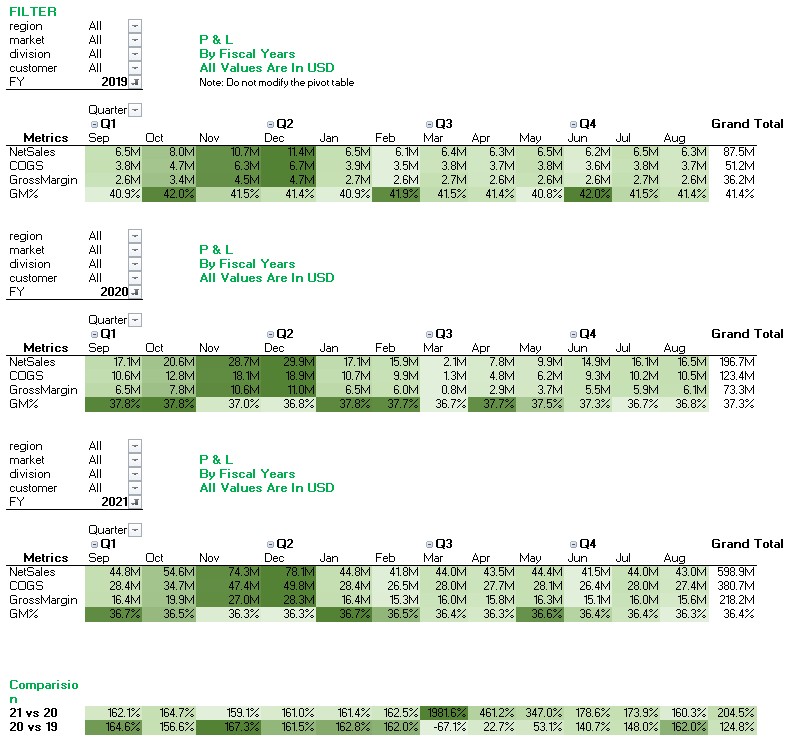 FILTER
region All
market All P & L
division All By Fiscal Years
customer All All Values Are In USD
FY 2019 Note: Do not modify the pivot table
Quarter
Q1 Q2 Q3 Q4 Grand Total
Metrics Sep Oct Nov Dec Jan Feb Mar Apr May Jun Jul Aug
NetSales 6.5M 8.0M 10.7M 11.4M 6.5M 6.1M 6.4M 6.3M 6.5M 6.2M 6.5M 6.3M 87.5M
COGS 3.8M 4.7M 6.3M 6.7M 3.9M 3.5M 3.8M 3.7M 3.8M 3.6M 3.8M 3.7M 51.2M
GrossMargin 2.6M 3.4M 4.5M 4.7M 2.7M 2.6M 2.7M 2.6M 2.6M 2.6M 2.7M 2.6M 36.2M
GM% 40.9% 42.0% 41.5% 41.4% 40.9% 41.9% 41.5% 41.4% 40.8% 42.0% 41.5% 41.4% 41.4%
region All
market All P & L
division All By Fiscal Years
customer All All Values Are In USD
FY 2020
Quarter
Q1 Q2 Q3 Q4 Grand Total
Metrics Sep Oct Nov Dec Jan Feb Mar Apr May Jun Jul Aug
NetSales 17.1M 20.6M 28.7M 29.9M 17.1M 15.9M 2.1M 7.8M 9.9M 14.9M 16.1M 16.5M 196.7M
COGS 10.6M 12.8M 18.1M 18.9M 10.7M 9.9M 1.3M 4.8M 6.2M 9.3M 10.2M 10.5M 123.4M
GrossMargin 6.5M 7.8M 10.6M 11.0M 6.5M 6.0M 0.8M 2.9M 3.7M 5.5M 5.9M 6.1M 73.3M
GM% 37.8% 37.8% 37.0% 36.8% 37.8% 37.7% 36.7% 37.7% 37.5% 37.3% 36.7% 36.8% 37.3%
region All
market All P & L
division All By Fiscal Years
customer All All Values Are In USD
FY 2021
Quarter
Q1 Q2 Q3 Q4 Grand Total
Metrics Sep Oct Nov Dec Jan Feb Mar Apr May Jun Jul Aug
NetSales 44.8M 54.6M 74.3M 78.1M 44.8M 41.8M 44.0M 43.5M 44.4M 41.5M 44.0M 43.0M 598.9M
COGS 28.4M 34.7M 47.4M 49.8M 28.4M 26.5M 28.0M 27.7M 28.1M 26.4M 28.0M 27.4M 380.7M
GrossMargin 16.4M 19.9M 27.0M 28.3M 16.4M 15.3M 16.0M 15.8M 16.3M 15.1M 16.0M 15.6M 218.2M
GM% 36.7% 36.5% 36.3% 36.3% 36.7% 36.5% 36.4% 36.3% 36.6% 36.4% 36.4% 36.3% 36.4%
Comparisio
n
21 vs 20 162.1% 164.7% 159.1% 161.0% 161.4% 162.5% 1981.6% 461.2% 347.0% 178.6% 173.9% 160.3% 204.5%
20 vs 19 164.6% 156.6% 167.3% 161.5% 162.8% 162.0% -67.1% 22.7% 53.1% 140.7% 148.0% 162.0% 124.8%